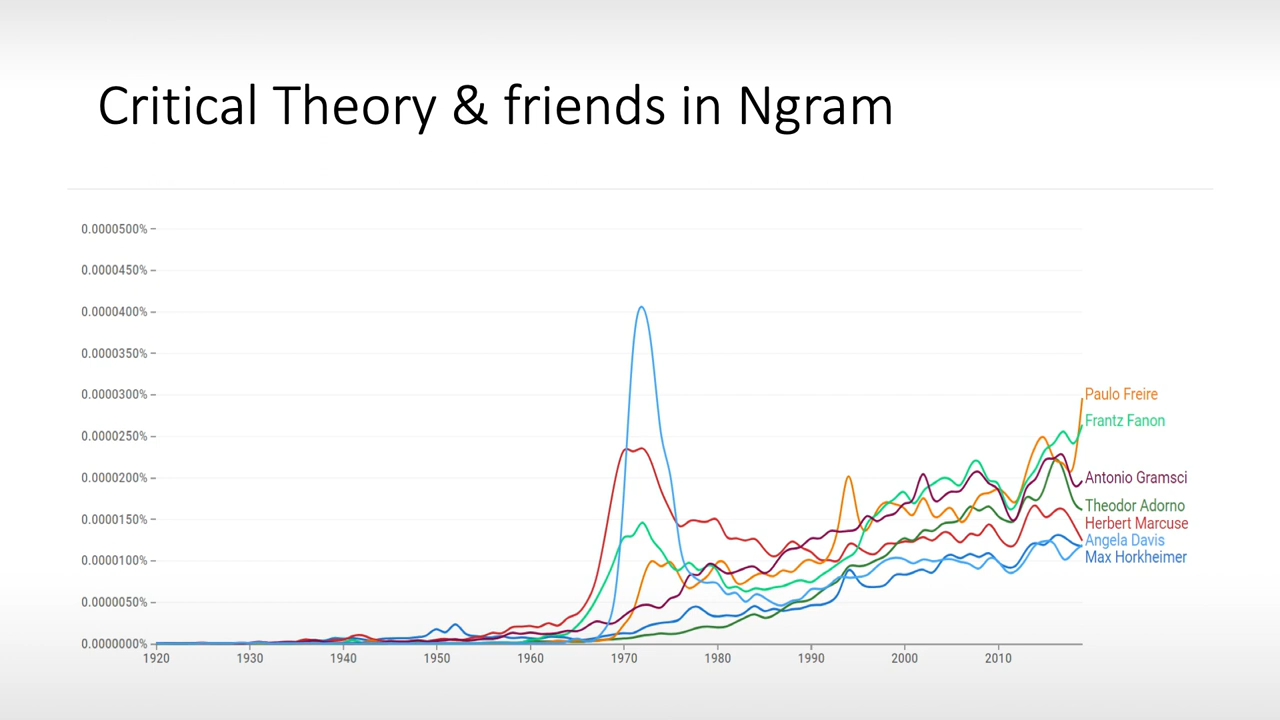 Critical Theory & friends in Ngram
0.0000500%
0.0000450%
0.0000400%
0.0000350%
0.0000300%
0.0000250%
0.0000200%
0.0000150%
0.0000100%
0.0000050%
0.0000000%
1920 1930 1940 1950 1960 1970 1980 1990 2000 2010
Paulo Freire
Frantz Fanon
Antonio Gramsci
Theodor Adorno
Herbert Marcuse
Angela Davis
Max Horkheimer